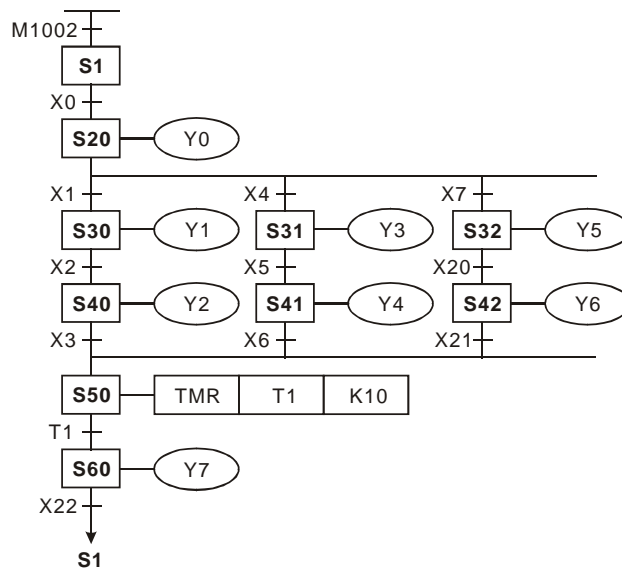 M1002
S1
X0
S20 Y0
X1 X4 X7
S30 Y1 S31 Y3 S32 Y5
X2 X5 X20
S40 Y2 S41 Y4 S42 Y6
X3 X6 X21
S50 TMR T1 K10
T1
S60 Y7
X22
S1